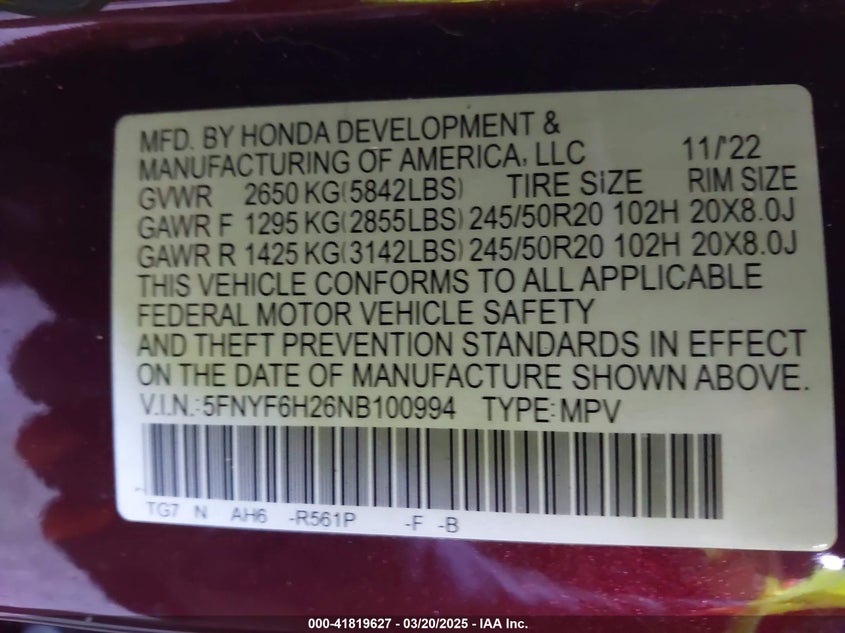 MFD. BY HONDA DEVELOPMENT &
MANUFACTURING OF AMERICA, LLC 11/'22
GVWR 2650 KG(5842LBS) TIRE SIZE RIM SIZE
GAWR F 1295 KG(2855LBS) 245/50R20 102H 20X8.0J
GAWR R 1425 KG(3142LBS) 245/50R20 102H 20X8.0J
THIS VEHICLE CONFORMS TO ALL APPLICABLE
FEDERAL MOTOR VEHICLE SAFETY
AND THEFT PREVENTION STANDARDS IN EFFECT
ON THE DATE OF MANUFACTURE SHOWN ABOVE.
V.I.N.:5FNYF6H26NB100994 TYPE:MPV
TG7 N AH6 -R561P -F -B
000-41819627 - 03/20/2025 - IAA Inc.